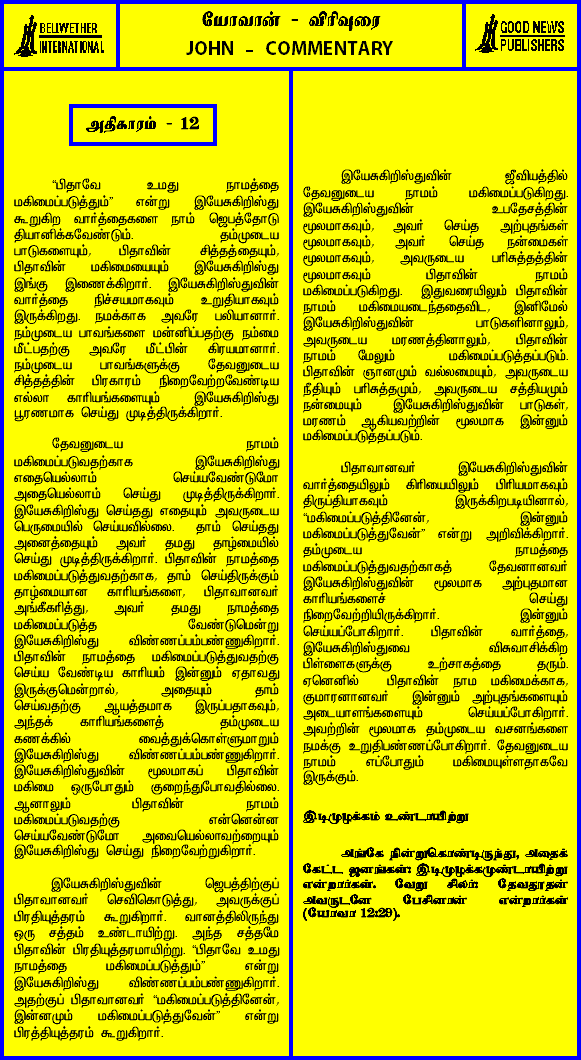 BELWETHER
INTERNATIONAL
யோவான் - விரிவுரை
JOHN - COMMENTARY
GOOD NEWS
PUBLISHERS
அதிகாரம் - 12
“பிதாவே உமது நாமத்தை
மகிமைப்படுத்தும்” என்று இயேசுகிறிஸ்து
கூறுகிற வார்த்தைகளை நாம் ஜெபத்தோடு
தியானிக்கவேண்டும். தம்முடைய
பாடுகளையும், பிதாவின் சித்தத்தையும்,
பிதாவின் மகிமையையும் இயேசுகிறிஸ்து
இங்கு இணைக்கிறார். இயேசுகிறிஸ்துவின்
வார்த்தை நிச்சயமாகவும் உறுதியாகவும்
இருக்கிறது. நமக்காக அவரே பலியானார்.
நம்முடைய பாவங்களை மன்னிப்பதற்கு நம்மை
மீட்பதற்கு அவரே மீட்பின் கிரயமானார்.
நம்முடைய பாவங்களுக்கு தேவனுடைய
சித்தத்தின் பிரகாரம் நிறைவேற்றவேண்டிய
எல்லா காரியங்களையும் இயேசுகிறிஸ்து
பூரணமாக செய்து முடித்திருக்கிறார்.
தேவனுடைய நாமம்
மகிமைப்படுவதற்காக இயேசுகிறிஸ்து
எதையெல்லாம் செய்யவேண்டுமோ
அதையெல்லாம் செய்து முடித்திருக்கிறார்.
இயேசுகிறிஸ்து செய்தது எதையும் அவருடைய
பெருமையில் செய்யவில்லை. தாம் செய்தது
அனைத்தையும் அவர் தமது தாழ்மையில்
செய்து முடித்திருக்கிறார். பிதாவின் நாமத்தை
மகிமைப்படுத்துவதற்காக, தாம் செய்திருக்கும்
தாழ்மையான காரியங்களை, பிதாவானவர்
அங்கீகரித்து, அவர் தமது நாமத்தை
மகிமைப்படுத்த வேண்டுமென்று
இயேசுகிறிஸ்து விண்ணப்பம்பண்ணுகிறார்.
பிதாவின் நாமத்தை மகிமைப்படுத்துவதற்கு
செய்ய வேண்டிய காரியம் இன்னும் ஏதாவது
இருக்குமென்றால், அதையும் தாம்
செய்வதற்கு ஆயத்தமாக இருப்பதாகவும்,
அந்தக் காரியங்களைத் தம்முடைய
கணக்கில் வைத்துக்கொள்ளுமாறும்
இயேசுகிறிஸ்து விண்ணப்பம்பண்ணுகிறார்.
இயேசுகிறிஸ்துவின் மூலமாகப் பிதாவின்
மகிமை ஒருபோதும் குறைந்துபோவதில்லை.
ஆனாலும் பிதாவின் நாமம்
மகிமைப்படுவதற்கு என்னென்ன
செய்யவேண்டுமோ அவையெல்லாவற்றையும்
இயேசுகிறிஸ்து செய்து நிறைவேற்றுகிறார்.
இயேசுகிறிஸ்துவின் ஜெபத்திற்குப்
பிதாவானவர் செவிகொடுத்து, அவருக்குப்
பிரதியுத்தரம் கூறுகிறார். வானத்திலிருந்து
ஒரு சத்தம் உண்டாயிற்று. அந்த சத்தமே
பிதாவின் பிரதியுத்தரமாயிற்று. “பிதாவே உமது
நாமத்தை மகிமைப்படுத்தும்” என்று
இயேசுகிறிஸ்து விண்ணப்பம்பண்ணுகிறார்.
அதற்குப் பிதாவானவர் “மகிமைப்படுத்தினேன்,
இன்னமும் மகிமைப்படுத்துவேன்” என்று
பிரத்தியுத்தரம் கூறுகிறார்.
இயேசுகிறிஸ்துவின் ஜீவியத்தில்
தேவனுடைய நாமம் மகிமைப்படுகிறது.
இயேசுகிறிஸ்துவின் உபதேசத்தின்
மூலமாகவும், அவர் செய்த அற்புதங்கள்
மூலமாகவும், அவர் செய்த நன்மைகள்
மூலமாகவும், அவருடைய பரிசுத்தத்தின்
மூலமாகவும் பிதாவின் நாமம்
மகிமைப்படுகிறது. இதுவரையிலும் பிதாவின்
நாமம் மகிமையடைந்ததைவிட, இனிமேல்
இயேசுகிறிஸ்துவின் பாடுகளினாலும்,
அவருடைய மரணத்தினாலும், பிதாவின்
நாமம் மேலும் மகிமைப்படுத்தப்படும்.
பிதாவின் ஞானமும் வல்லமையும், அவருடைய
நீதியும் பரிசுத்தமும், அவருடைய சத்தியமும்
நன்மையும் இயேசுகிறிஸ்துவின் பாடுகள்,
மரணம் ஆகியவற்றின் மூலமாக இன்னும்
மகிமைப்படுத்தப்படும்.
பிதாவானவர் இயேசுகிறிஸ்துவின்
வார்த்தையிலும் கிரியையிலும் பிரியமாகவும்
திருப்தியாகவும் இருக்கிறபடியினால்,
“மகிமைப்படுத்தினேன், இன்னும்
மகிமைப்படுத்துவேன்” என்று அறிவிக்கிறார்.
தம்முடைய நாமத்தை
மகிமைப்படுத்துவதற்காகத் தேவனானவர்
இயேசுகிறிஸ்துவின் மூலமாக அற்புதமான
காரியங்களைச் செய்து
நிறைவேற்றியிருக்கிறார். இன்னும்
செய்யப்போகிறார். பிதாவின் வார்த்தை,
இயேசுகிறிஸ்துவை விசுவாசிக்கிற
பிள்ளைகளுக்கு உற்சாகத்தை தரும்.
ஏனெனில் பிதாவின் நாம மகிமைக்காக,
குமாரனானவர் இன்னும் அற்புதங்களையும்
அடையாளங்களையும் செய்யப்போகிறார்.
அவற்றின் மூலமாக தம்முடைய வசனங்களை
நமக்கு உறுதிபண்ணப்போகிறார். தேவனுடைய
நாமம் எப்போதும் மகிமையுள்ளதாகவே
இருக்கும்.
இடிமுழக்கம் உண்டாயிற்று
அங்கே நின்றுகொண்டிருந்து, அதைக்
கேட்ட ஜனங்கள்: இடிமுழக்கமுண்டாயிற்று
என்றார்கள். வேறு சிலர்: தேவதூதன்
அவருடனே பேசினான் என்றார்கள்
(யோவா 12:29).